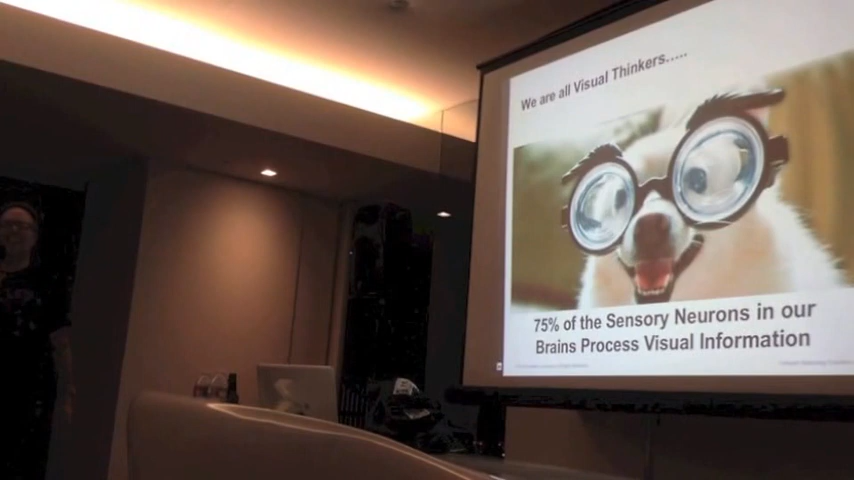 We are all Visual Thinkers.....
75% of the Sensory Neurons in our
Brains Process Visual Information